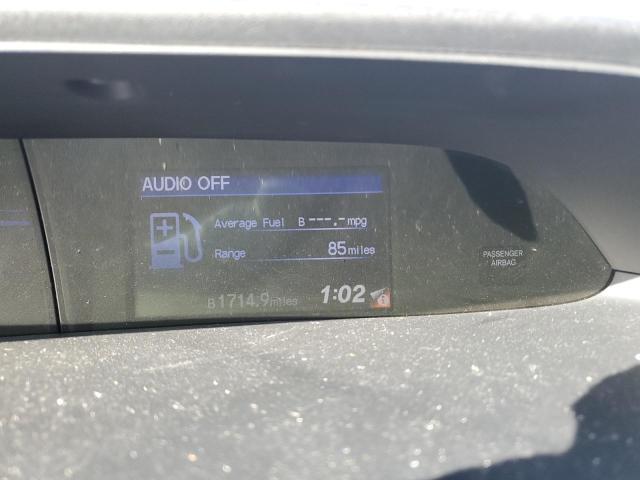 AUDIO OFF
Average Fuel B ---.- mpg
Range 85 miles
B 1714.9 miles 1:02
PASSENGER
AIRBAG